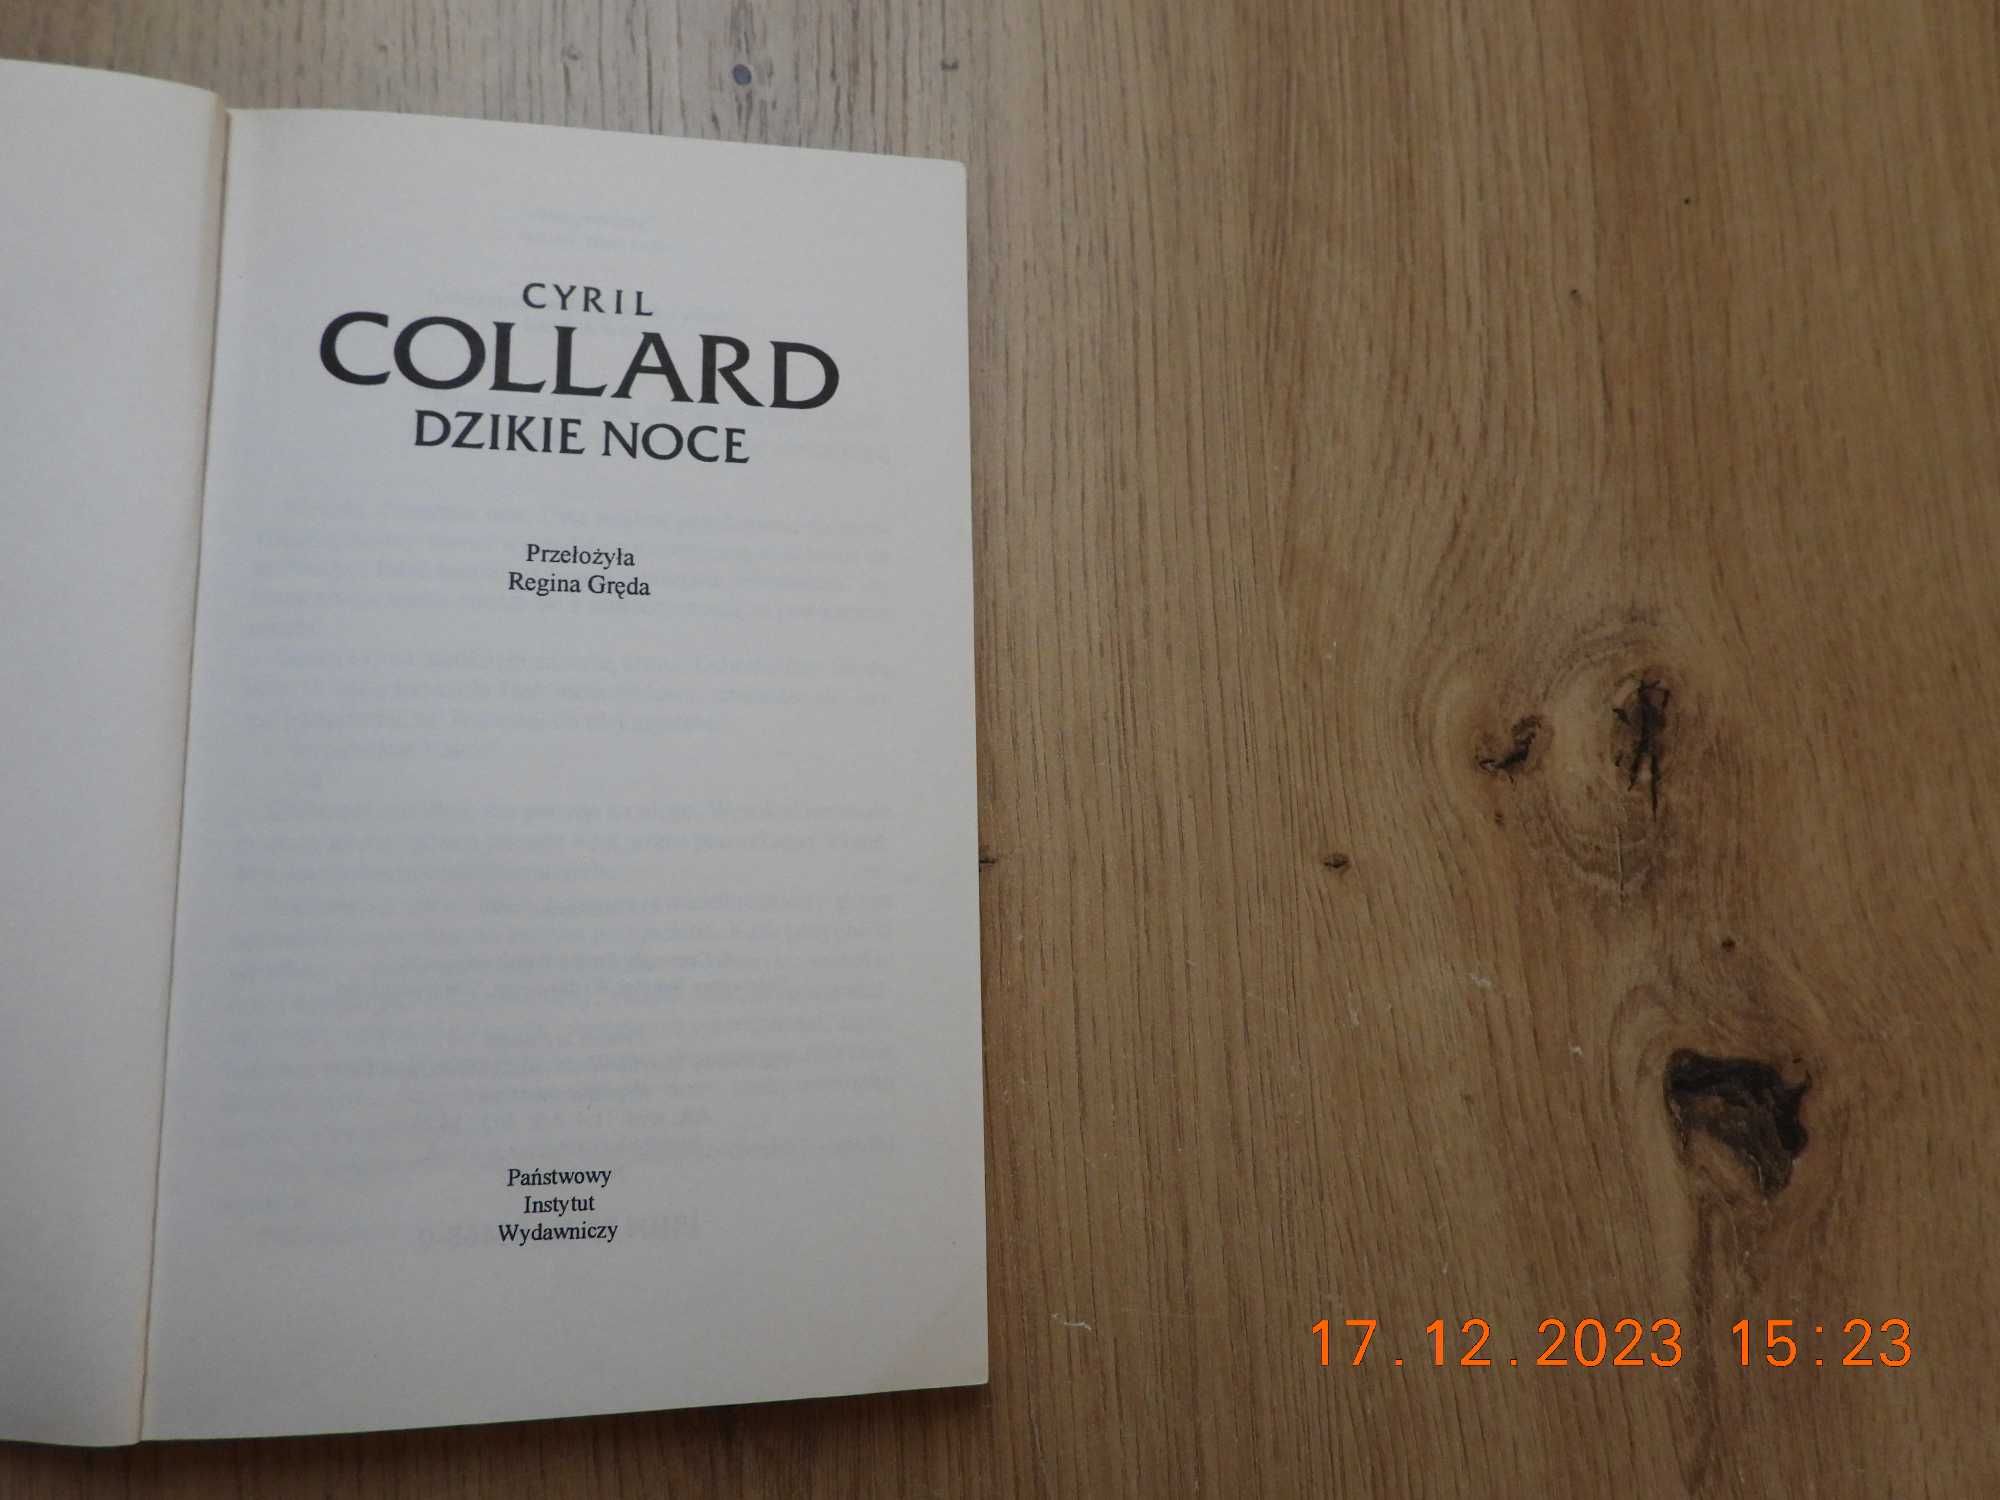 CYRIL
COLLARD
DZIKIE NOCE
Przełożyła
Regina Gręda
Państwowy
Instytut
Wydawniczy
17.12.2023 15:23